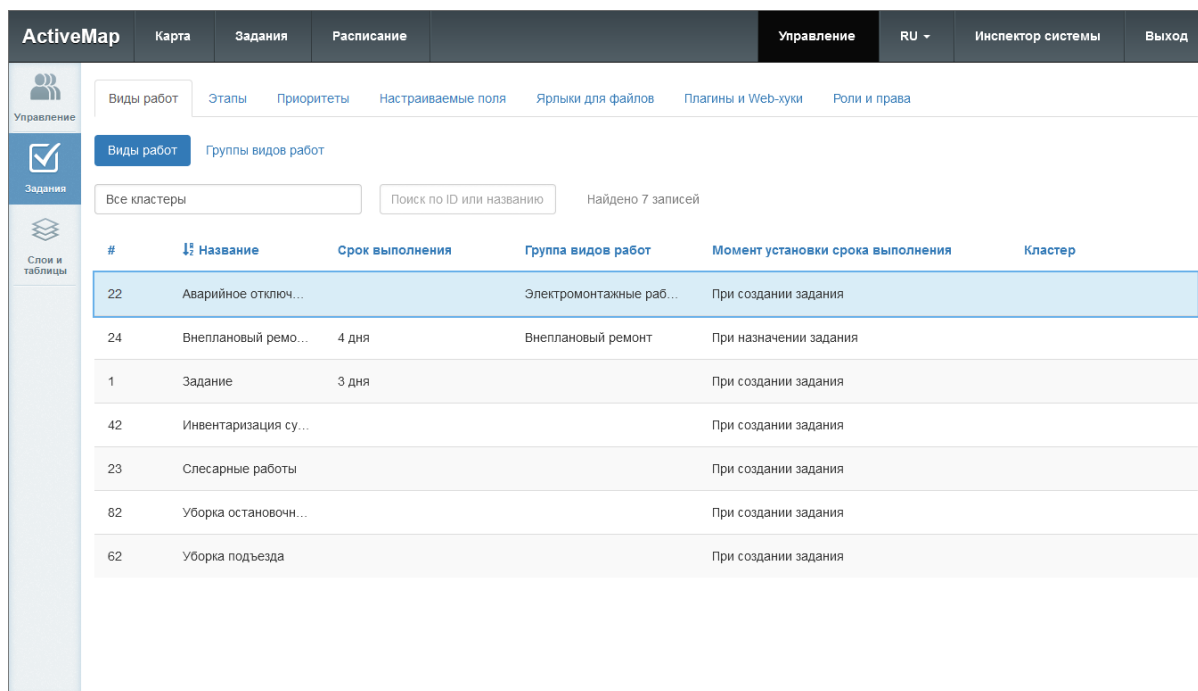 ActiveMap Карта Задания Расписание Управление RU Инспектор системы Выход
Управление
Задания
Слои и
таблицы
Виды работ Этапы Приоритеты Настраиваемые поля Ярлыки для файлов Плагины и Web-хуки Роли и права
Виды работ Группы видов работ
Все кластеры Поиск по ID или названию Найдено 7 записей
# Название Срок выполнения Группа видов работ Момент установки срока выполнения Кластер
22 Аварийное отключ... Электромонтажные раб... При создании задания
24 Внеплановый ремо... 4 дня Внеплановый ремонт При назначении задания
1 Задание 3 дня При создании задания
42 Инвентаризация су... При создании задания
23 Слесарные работы При создании задания
82 Уборка остановочн... При создании задания
62 Уборка подъезда При создании задания